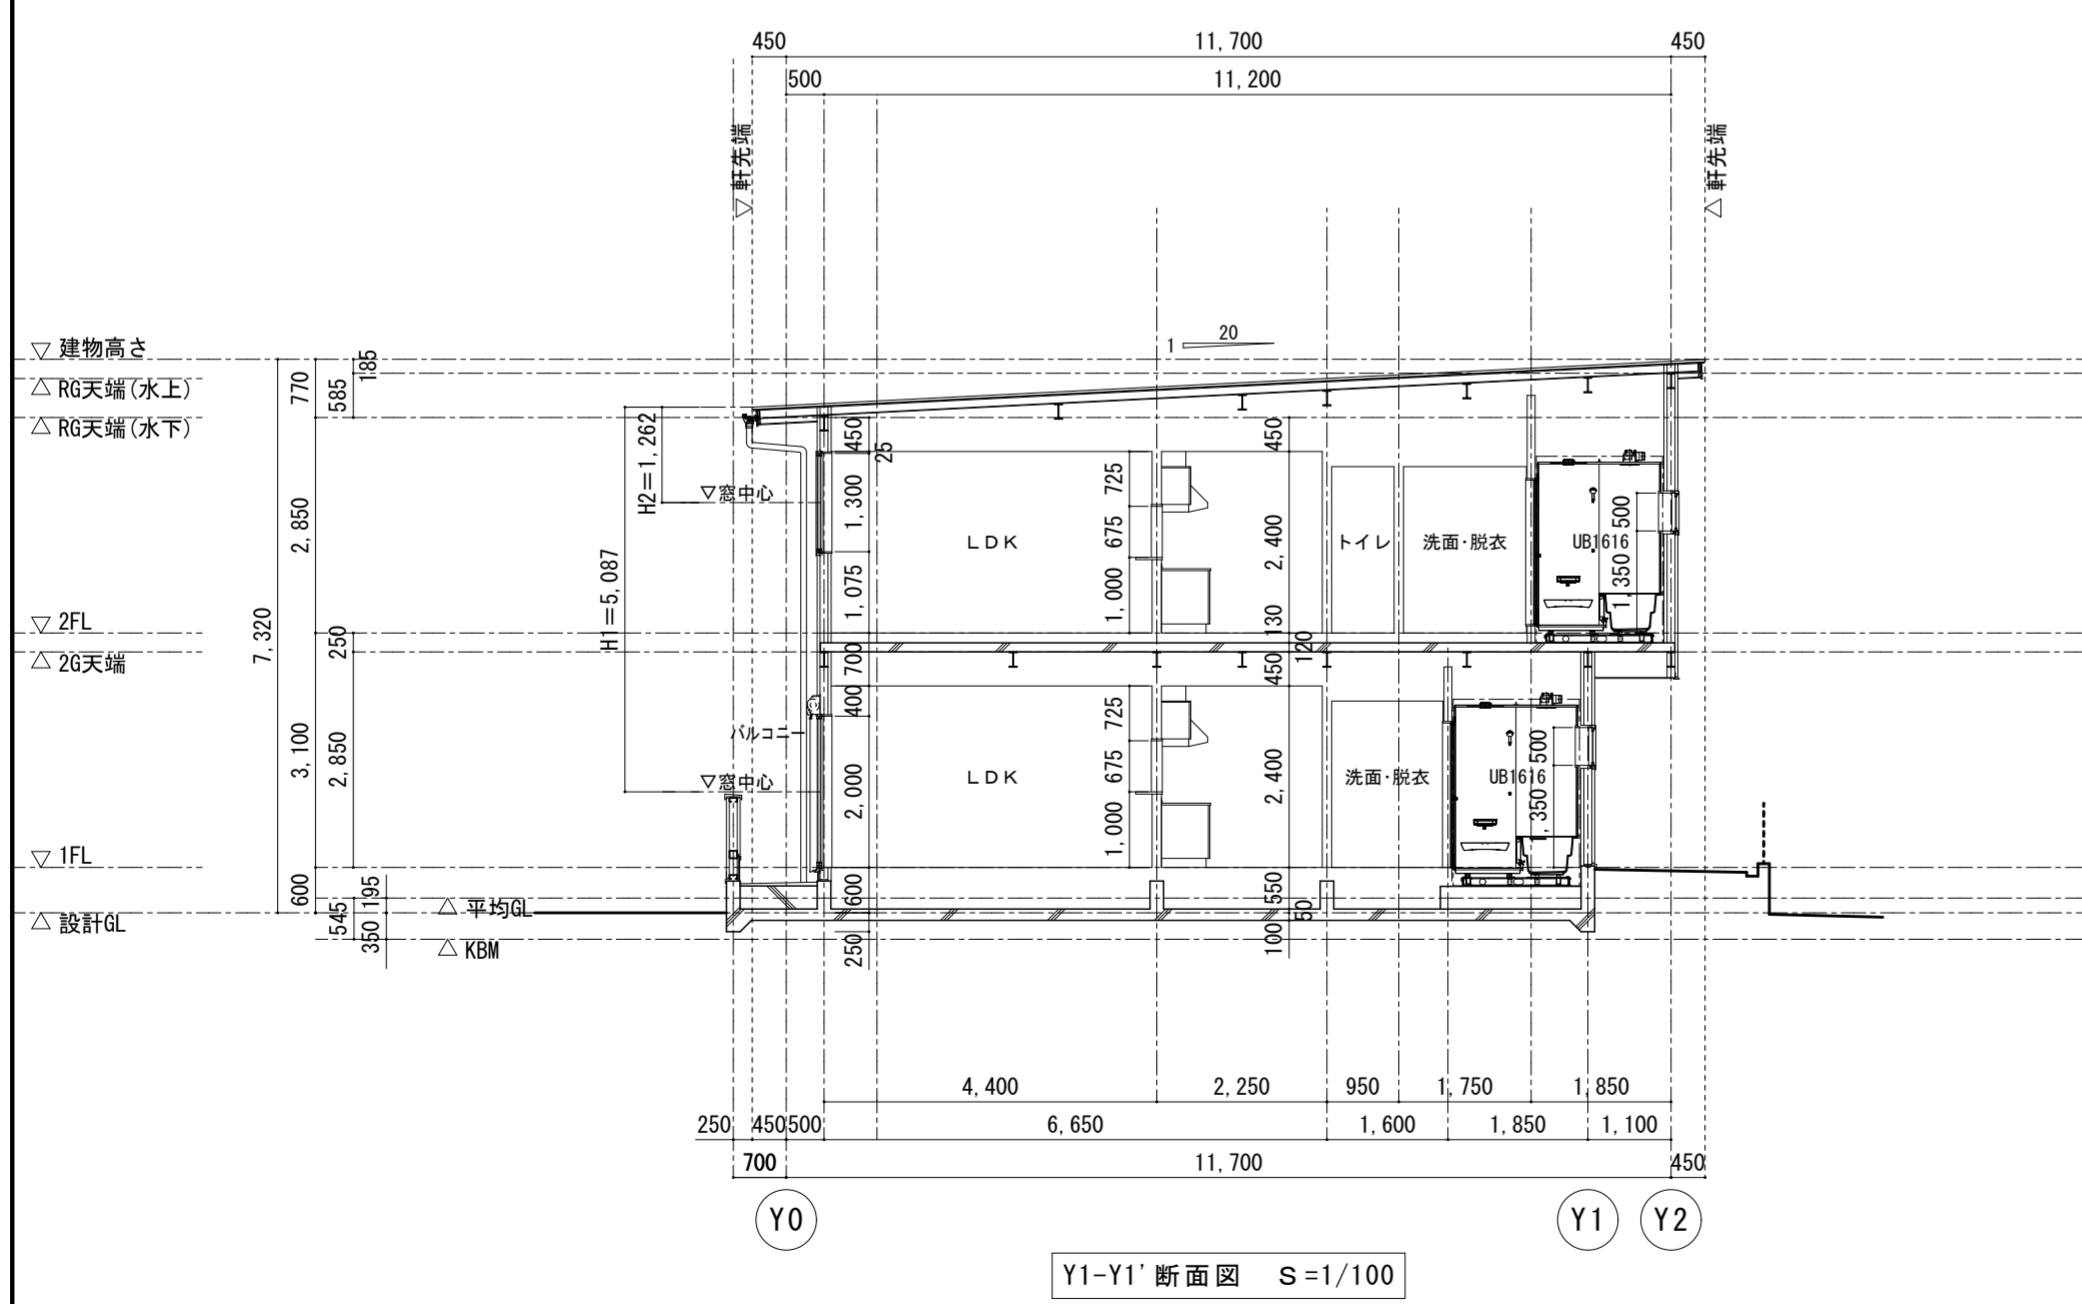 450
11,700
450
500
11,200
軒先端
軒先端
1
20
建物高さ
RG天端(水上)
RG天端(水下)
185
770
585
H2=1,262
450
25
450
窓中心
1,300
725
675
1,000
2,850
H1=5,087
LDK
2,400
トイレ
洗面・脱衣
UB1616
500
1,350
1,075
130
120
7,320
2FL
2G天端
250
700
450
400
725
675
1,000
3,100
2,850
バルコニー
窓中心
2,000
LDK
2,400
洗面・脱衣
UB1616
500
1,350
1FL
600
195
平均GL
設計GL
545
350
KBM
600
250
550
50
100
4,400
2,250
950
1,750
1,850
250
450
500
6,650
1,600
1,850
1,100
700
11,700
450
Y0
Y1
Y2
Y1-Y1' 断面図 S=1/100